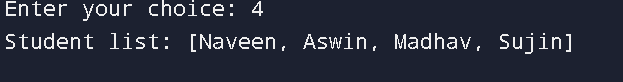 Enter your choice: 4
Student list: [Naveen, Aswin, Madhav, Sujin]